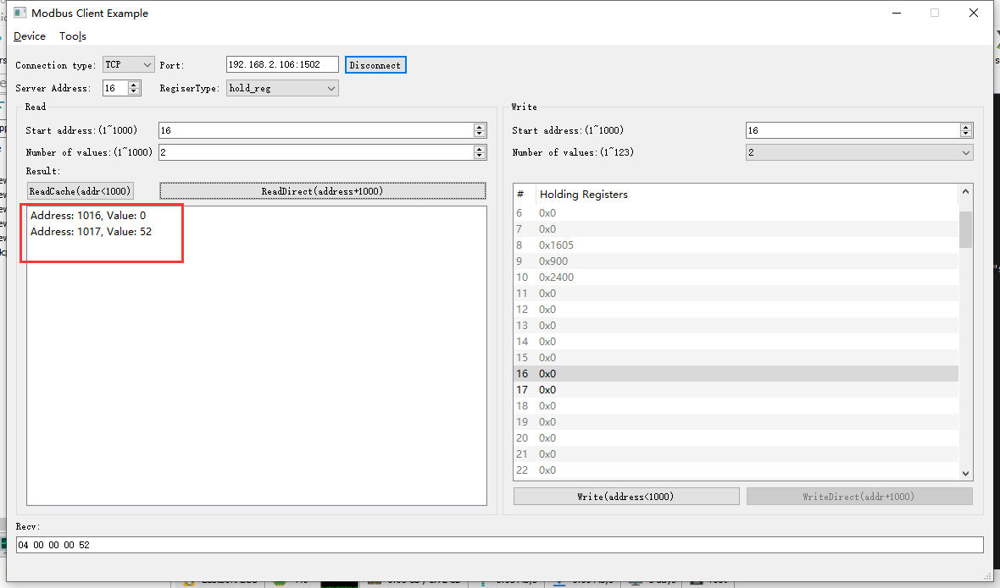 Modbus Client Example
Device Tools
Connection type: TCP Port: 192.168.2.106:1502 Disconnect
Server Address: 16 RegiserType: hold_reg
Read
Start address:(1~1000) 16
Number of values:(1~1000) 2
Result:
ReadCache(addr<1000) ReadDirect(address+1000)
Address: 1016, Value: 0
Address: 1017, Value: 52
Write
Start address:(1~1000) 16
Number of values:(1~123) 2
# Holding Registers
6 0x0
7 0x0
8 0x1605
9 0x900
10 0x2400
11 0x0
12 0x0
13 0x0
14 0x0
15 0x0
16 0x0
17 0x0
18 0x0
19 0x0
20 0x0
21 0x0
22 0x0
Write(address<1000) WriteDirect(addr+1000)
Recv:
04 00 00 00 52